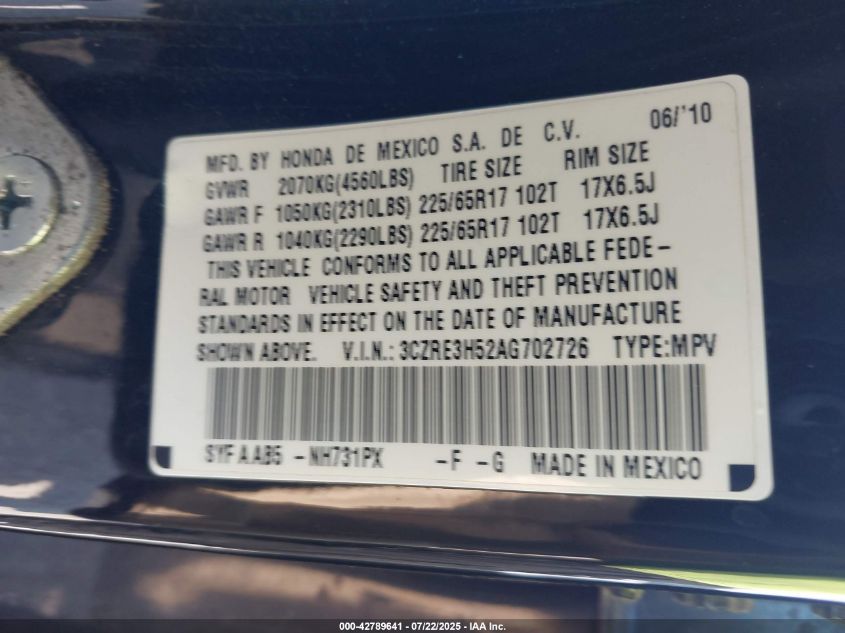 MFD. BY HONDA DE MEXICO S.A. DE C.V. 06/'10
GVWR 2070KG(4560LBS) TIRE SIZE RIM SIZE
GAWR F 1050KG(2310LBS) 225/65R17 102T 17X6.5J
GAWR R 1040KG(2290LBS) 225/65R17 102T 17X6.5J
THIS VEHICLE CONFORMS TO ALL APPLICABLE FEDE-
RAL MOTOR VEHICLE SAFETY AND THEFT PREVENTION
STANDARDS IN EFFECT ON THE DATE OF MANUFACTURE
SHOWN ABOVE. V.I.N.: 3CZRE3H52AG702726 TYPE:MPV
SYF AAB5 -NH731PX -F -G MADE IN MEXICO
000-42789641 - 07/22/2025 - IAA Inc.